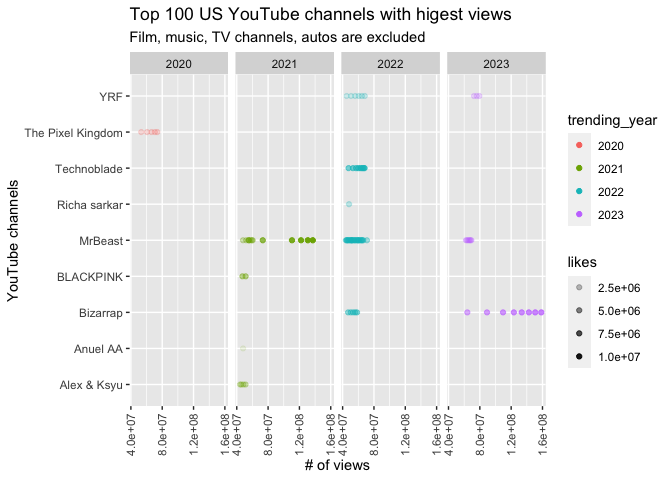 Top 100 US YouTube channels with higest views
Film, music, TV channels, autos are excluded
2020 2021 2022 2023
YRF
The Pixel Kingdom
Technoblade
Richa sarkar
MrBeast
BLACKPINK
Bizarrap
Anuel AA
Alex & Ksyu
YouTube channels
4.0e+07 8.0e+07 1.2e+08 1.6e+08 4.0e+07 8.0e+07 1.2e+08 1.6e+08 4.0e+07 8.0e+07 1.2e+08 1.6e+08 4.0e+07 8.0e+07 1.2e+08 1.6e+08
# of views
trending_year
2020
2021
2022
2023
likes
2.5e+06
5.0e+06
7.5e+06
1.0e+07